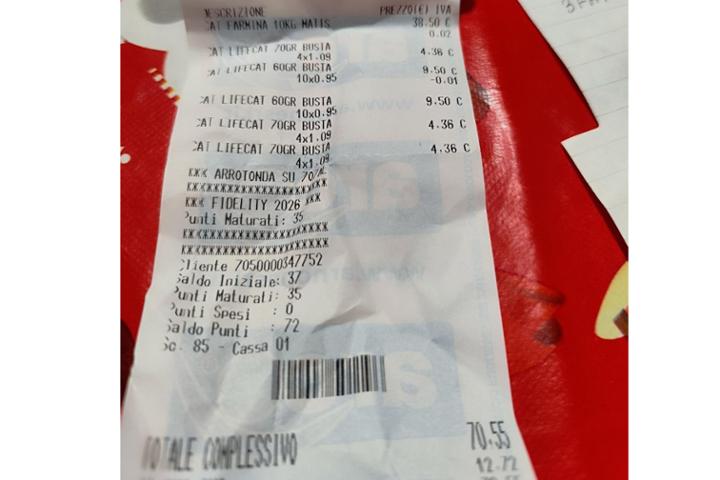 DESCRIZIONE PREZZO(E) IVA
CAT FARMINA 10KG MATIS 38.50 C
0.02
CAT LIFECAT 70GR BUSTA 4.36 C
4x1.09
CAT LIFECAT 60GR BUSTA 9.50 C
10x0.95 -0.01
CAT LIFECAT 60GR BUSTA 9.50 C
10x0.95
CAT LIFECAT 70GR BUSTA 4.36 C
4x1.09
CAT LIFECAT 70GR BUSTA 4.36 C
4x1.09
*** ARROTONDA SU 70
*** FIDELITY 2026 ***
Punti Maturati: 35
Cliente 7050000347752
Saldo Iniziale: 37
Punti Maturati: 35
Punti Spesi : 0
Saldo Punti : 72
Sc. 85 - Cassa 01
TOTALE COMPLESSIVO 70.55
12.72